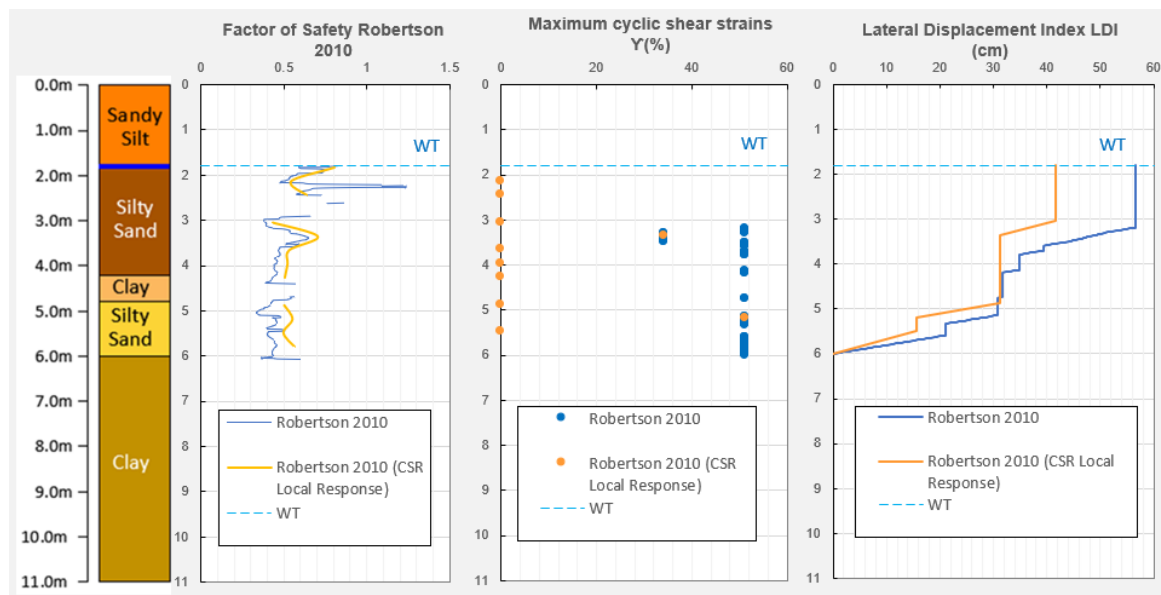 Factor of Safety Robertson
2010
0 0.5 1 1.5
Maximum cyclic shear strains
ϒ(%)
0 20 40 60
Lateral Displacement Index LDI
(cm)
0 10 20 30 40 50 60
0.0m
1.0m
2.0m
3.0m
4.0m
5.0m
6.0m
7.0m
8.0m
9.0m
10.0m
11.0m
Sandy
Silt
Silty
Sand
Clay
Silty
Sand
Clay
0
1
2
3
4
5
6
7
8
9
10
11
WT
Robertson 2010
Robertson 2010 (CSR
Local Response)
WT
0
1
2
3
4
5
6
7
8
9
10
11
WT
Robertson 2010
Robertson 2010 (CSR
Local Response)
WT
0
1
2
3
4
5
6
7
8
9
10
11
WT
Robertson 2010
Robertson 2010 (CSR Local
Response)
WT